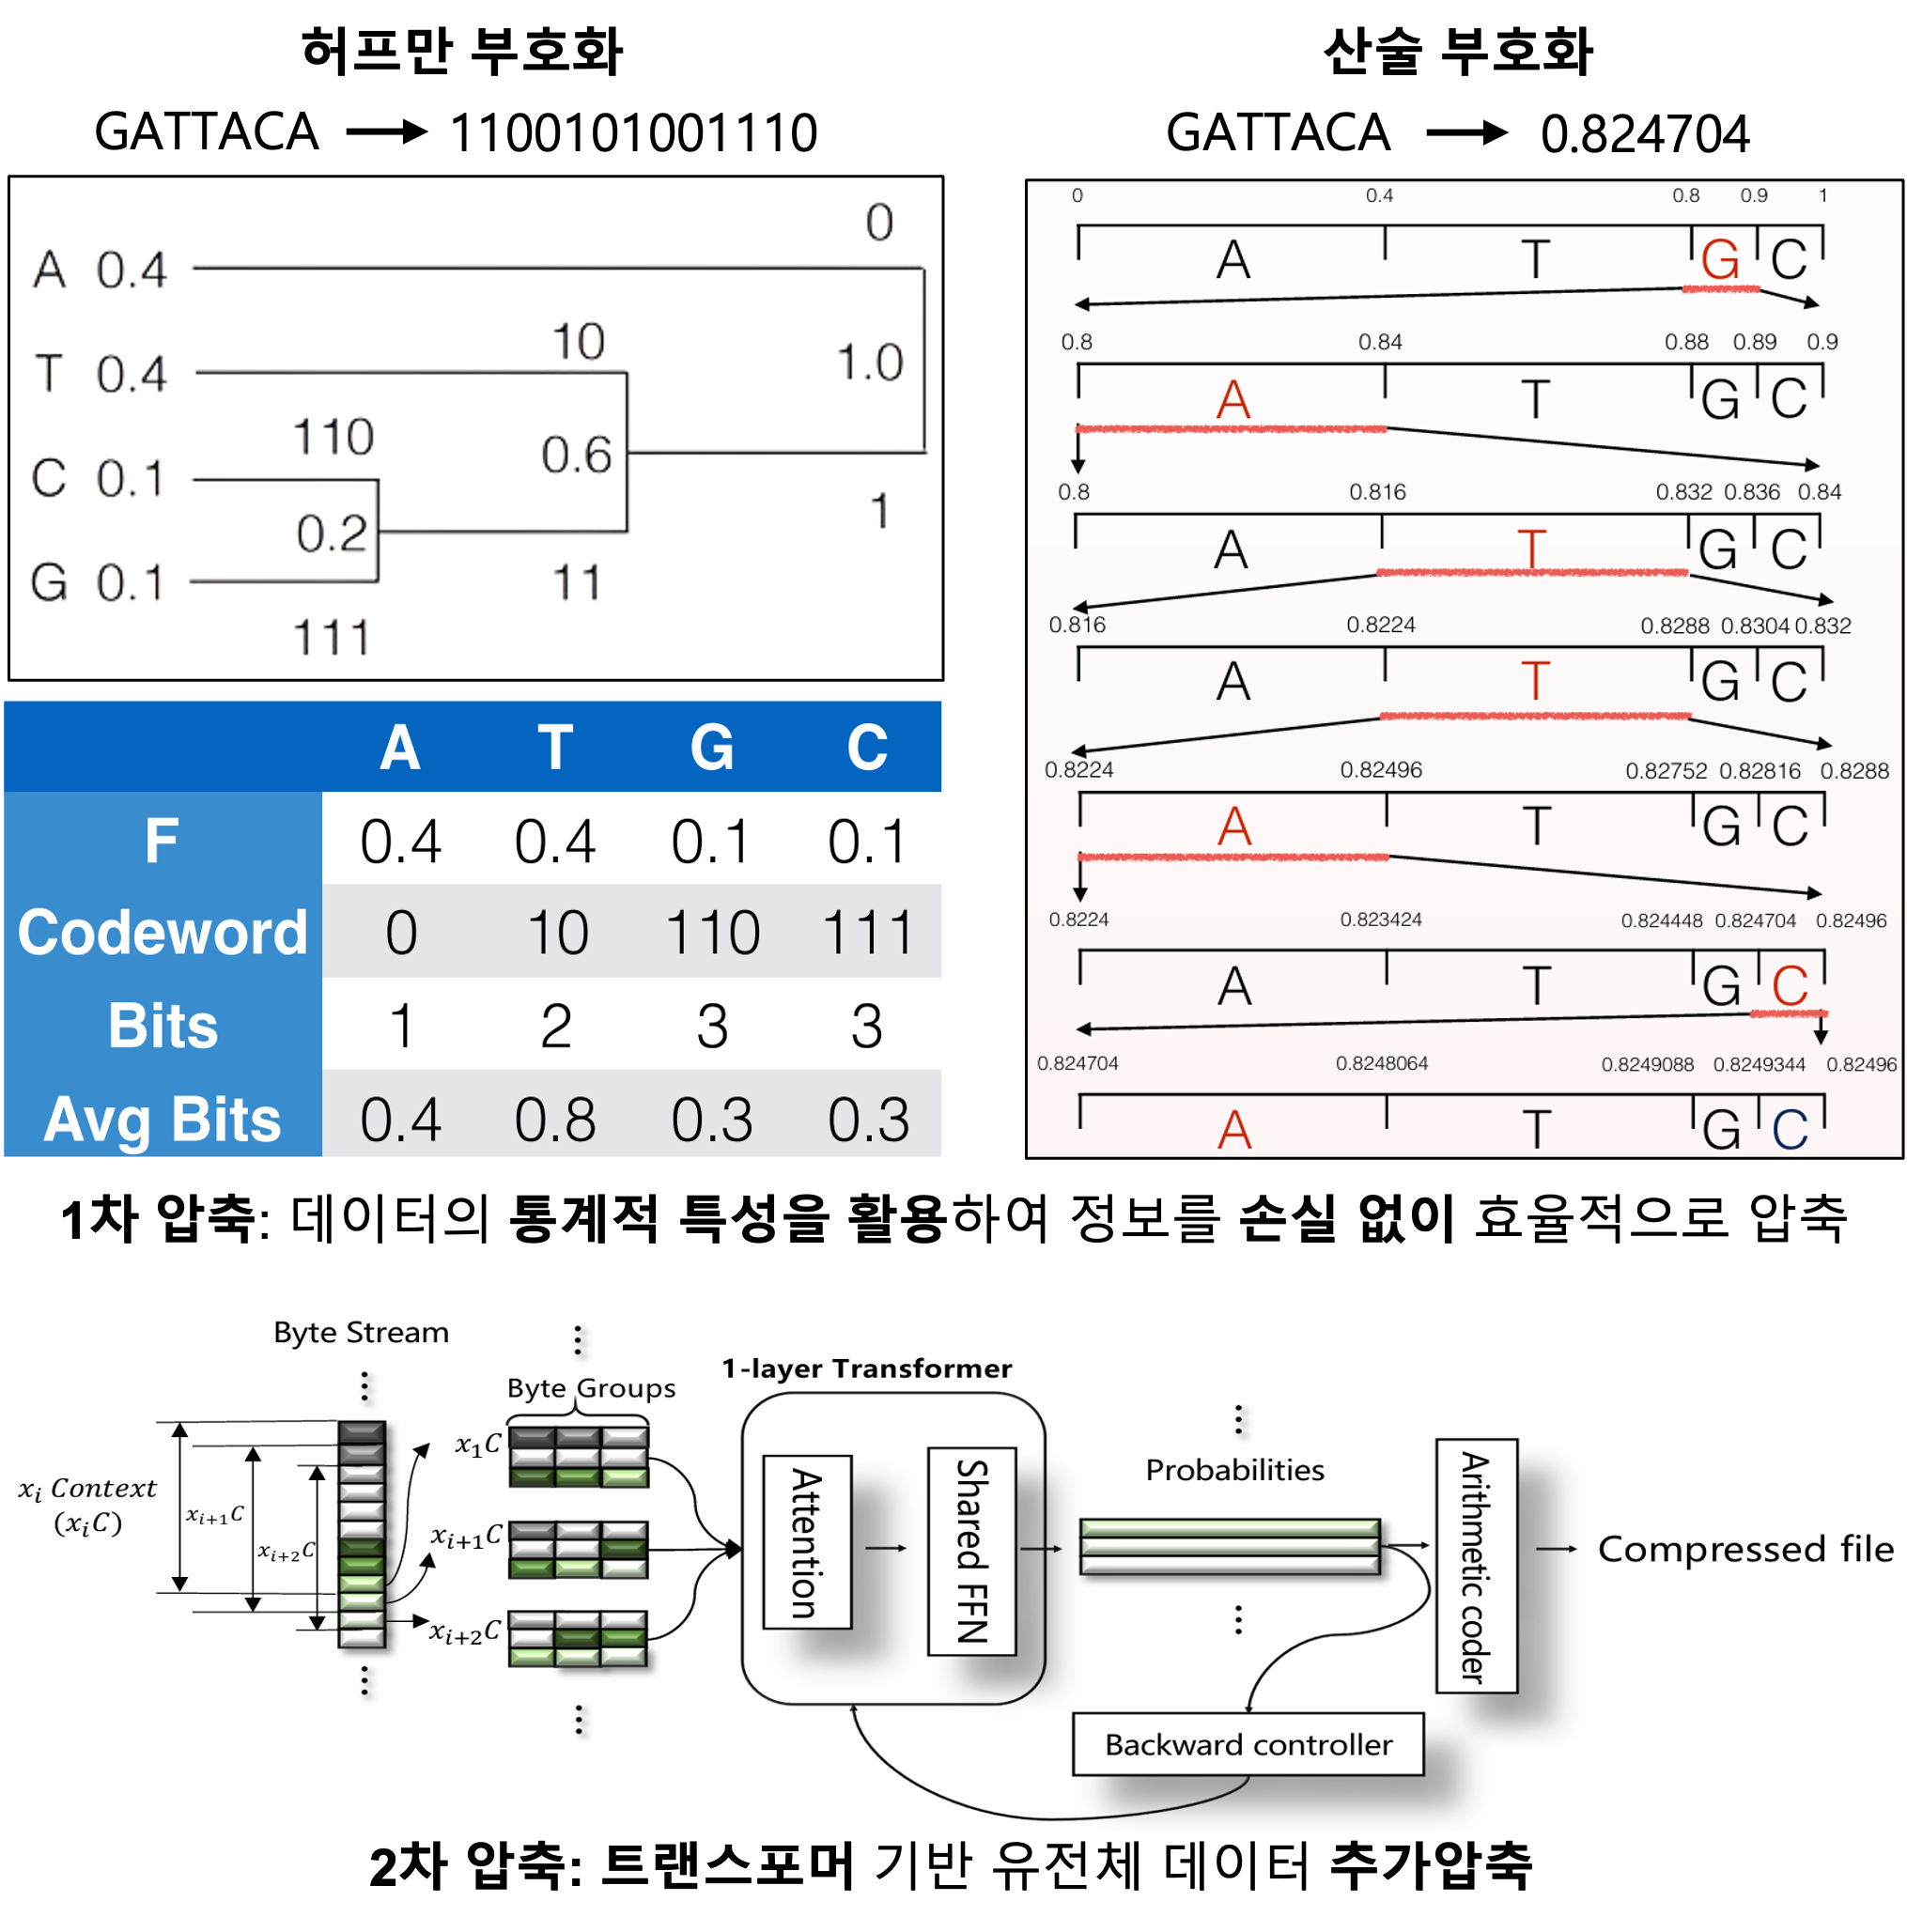 허프만 부호화
GATTACA → 1100101001110
0
A 0.4
10
1.0
T 0.4
110
0.6
C 0.1
0.2
1
G 0.1
11
111
A T G C
F 0.4 0.4 0.1 0.1
Codeword 0 10 110 111
Bits 1 2 3 3
Avg Bits 0.4 0.8 0.3 0.3
산술 부호화
GATTACA → 0.824704
0 0.4 0.8 0.9 1
A T G C
0.8 0.84 0.88 0.89 0.9
A T G C
0.8 0.816 0.832 0.836 0.84
A T G C
0.816 0.8224 0.8288 0.8304 0.832
A T G C
0.8224 0.82496 0.82752 0.82816 0.8288
A T G C
0.8224 0.823424 0.824448 0.824704 0.82496
A T G C
0.824704 0.8248064 0.8249088 0.8249344 0.82496
A T G C
1차 압축: 데이터의 통계적 특성을 활용하여 정보를 손실 없이 효율적으로 압축
Byte Stream
⋮
x_i Context
(x_iC)
x_{i+1}C
x_{i+2}C
⋮
⋮
Byte Groups
x_1C
x_{i+1}C
x_{i+2}C
⋮
1-layer Transformer
Attention
Shared FFN
⋮
Probabilities
⋮
Arithmetic coder
Compressed file
Backward controller
2차 압축: 트랜스포머 기반 유전체 데이터 추가압축